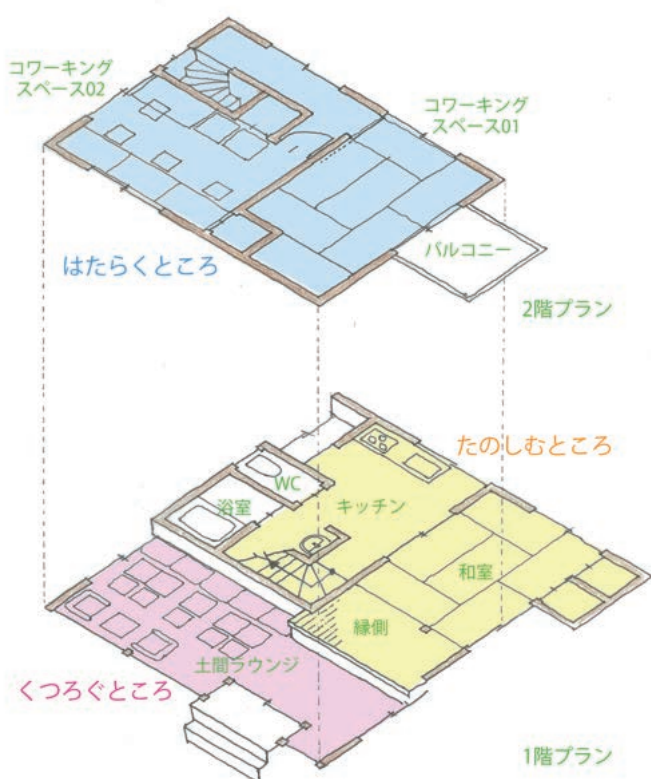 コワーキング
スペース02
コワーキング
スペース01
バルコニー
はたらくところ
2階プラン
たのしむところ
WC
浴室
キッチン
和室
縁側
土間ラウンジ
くつろぐところ
1階プラン